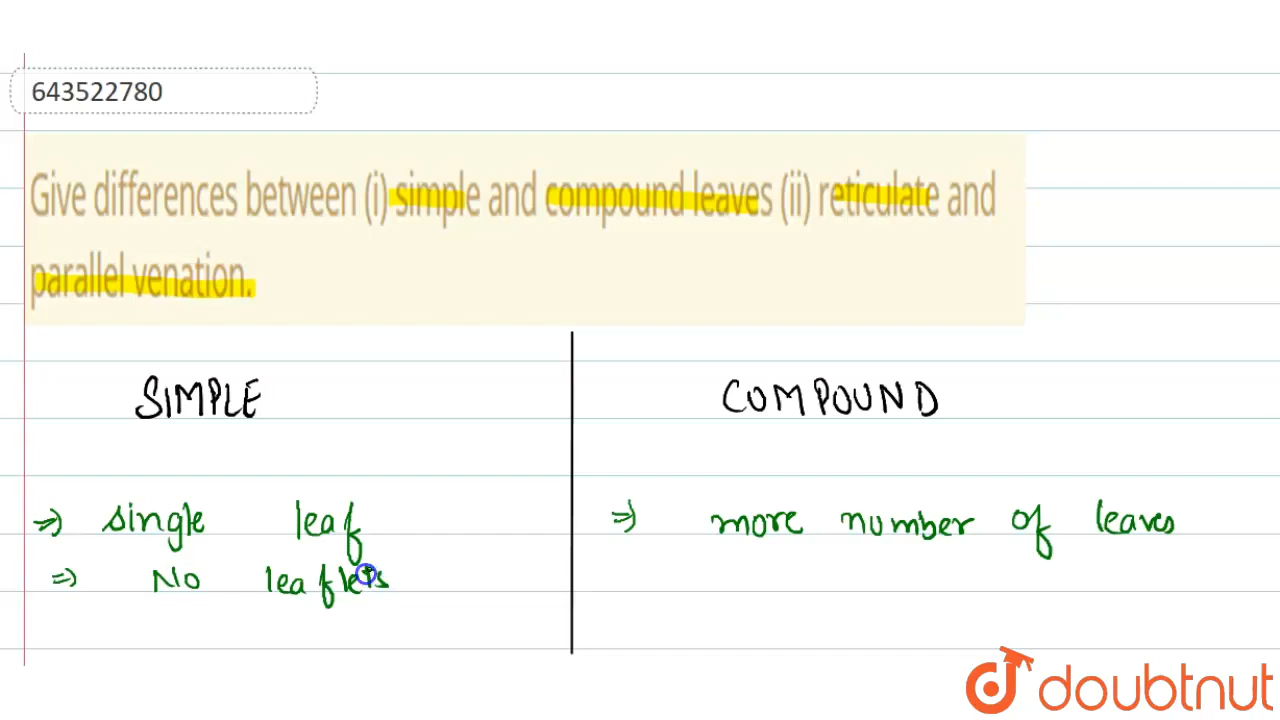 643522780
Give differences between (i) simple and compound leaves (ii) reticulate and
parallel venation.
SIMPLE
COMPOUND
⇒ single leaf
⇒ more number of leaves
⇒ No leaflets
doubtnut